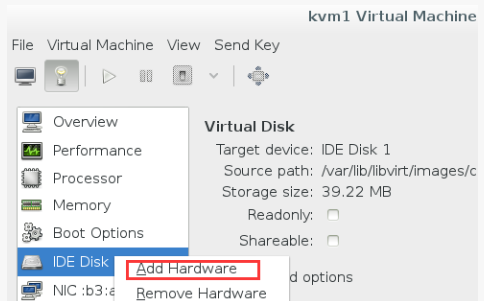 kvm1 Virtual Machine
File Virtual Machine View Send Key
Overview
Performance
Processor
Memory
Boot Options
IDE Disk
NIC :b3:a
Virtual Disk
Target device: IDE Disk 1
Source path: /var/lib/libvirt/images/c
Storage size: 39.22 MB
Readonly:
Shareable:
d options
Add Hardware
Remove Hardware